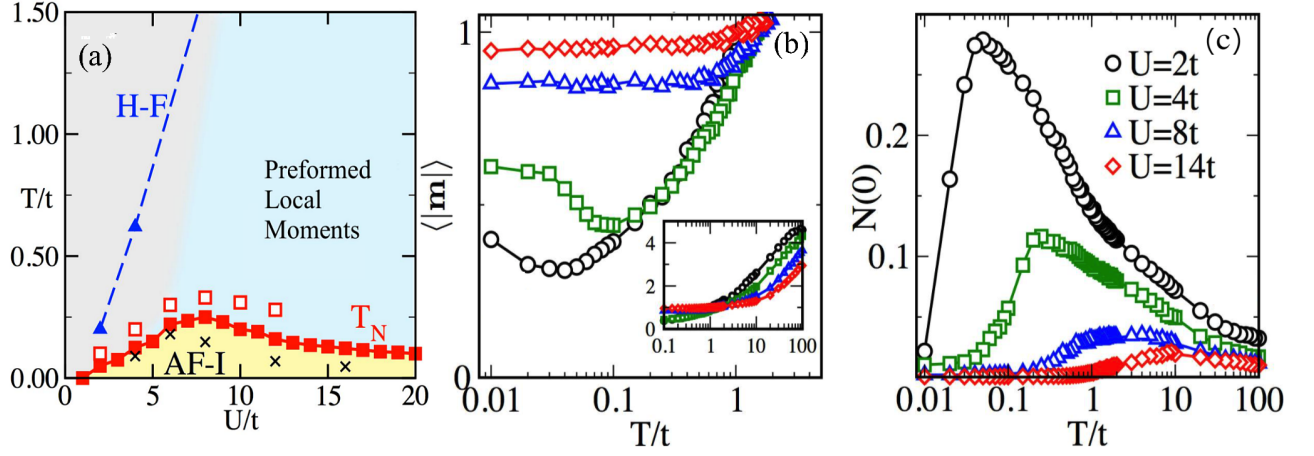 (a)
1.50
1.00
T/t
0.50
0.00
H-F
Preformed
Local
Moments
T_N
AF-I
0
5
10
15
20
U/t
(b)
1
⟨|m|⟩
0
0.01
0.1
1
T/t
4
2
0
0.1
1
10
100
(c)
N(0)
0.2
0.1
U=2t
U=4t
U=8t
U=14t
0.01
0.1
1
10
100
T/t